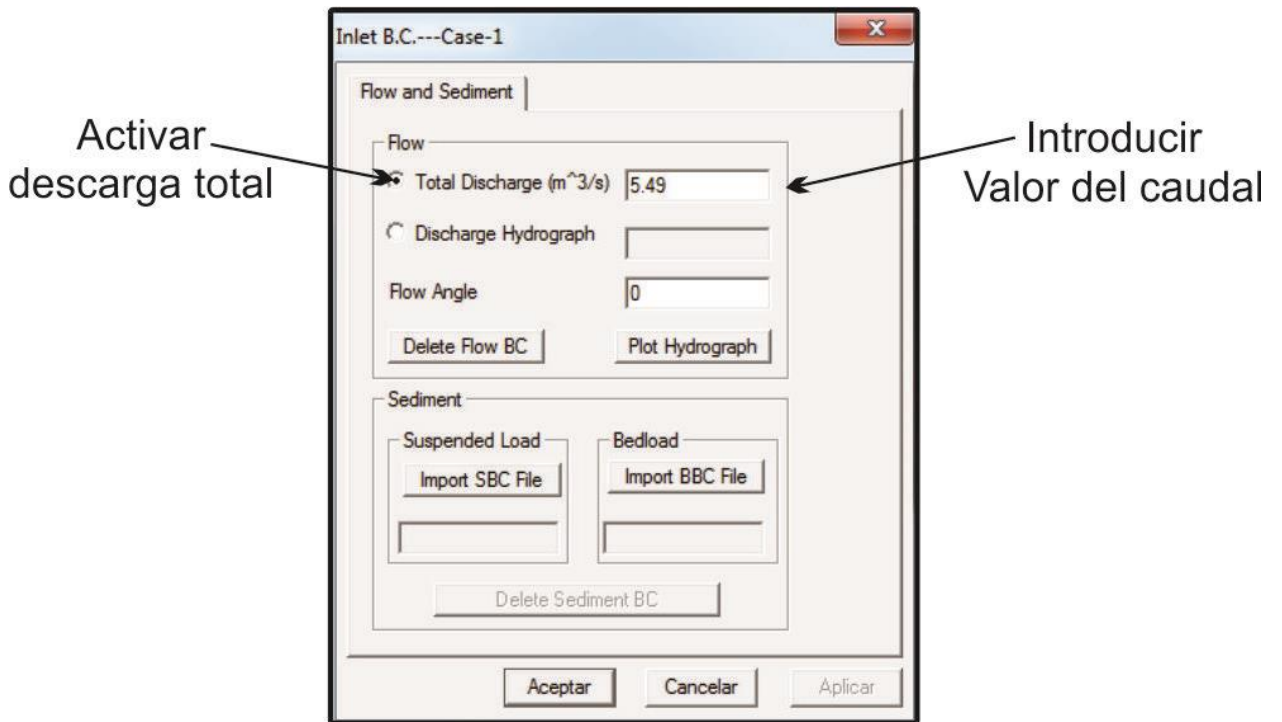 Inlet B.C.---Case-1
X
Flow and Sediment
Activar
descarga total
Introducir
Valor del caudal
Flow
Total Discharge (m^3/s) 5.49
Discharge Hydrograph
Flow Angle 0
Delete Flow BC Plot Hydrograph
Sediment
Suspended Load Bedload
Import SBC File Import BBC File
Delete Sediment BC
Aceptar Cancelar Aplicar